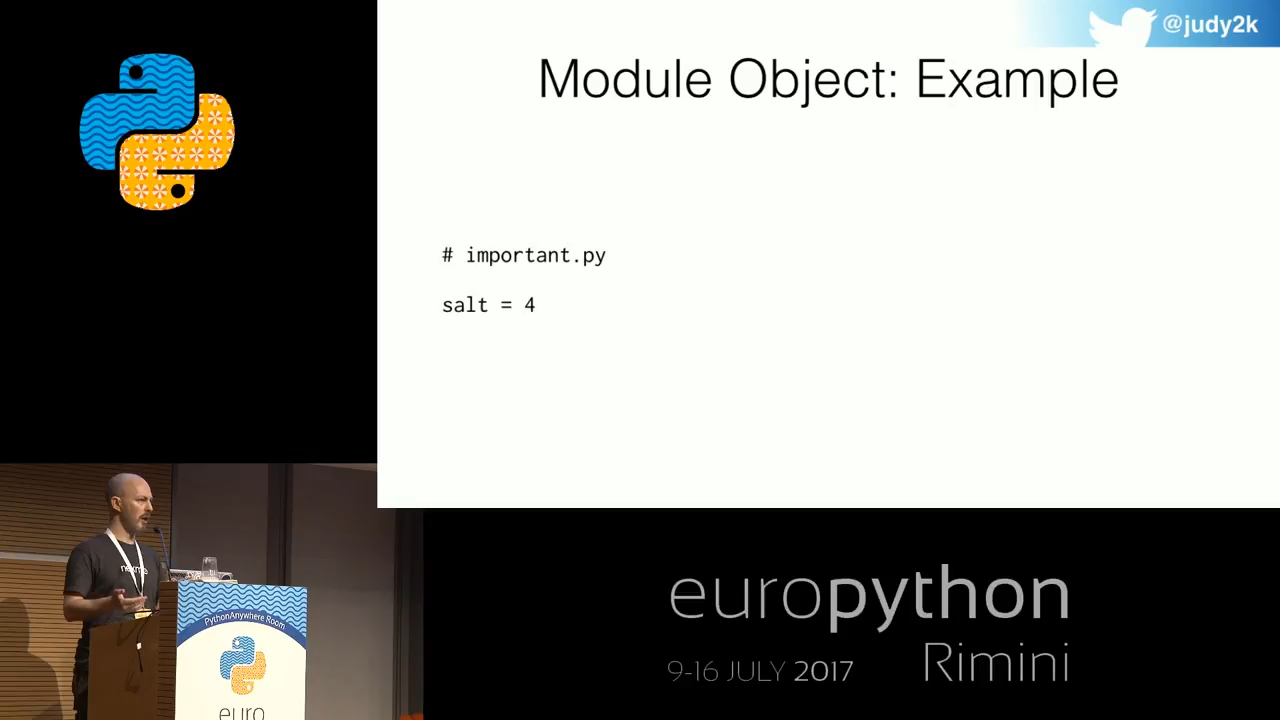 @judy2k
Module Object: Example
# important.py
salt = 4
PythonAnywhere Room
euro
europython
9-16 JULY 2017
Rimini